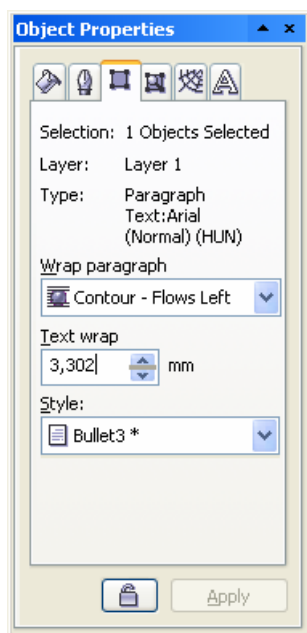 Object Properties
Selection: 1 Objects Selected
Layer: Layer 1
Type: Paragraph
Text:Arial
(Normal) (HUN)
Wrap paragraph
Contour - Flows Left
Text wrap
3,302 mm
Style:
Bullet3 *
Apply